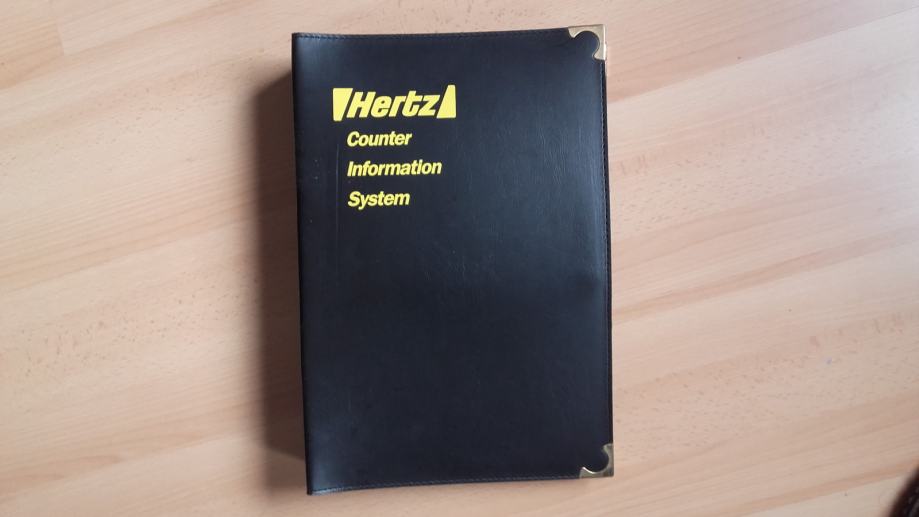 Hertz
Counter
Information
System